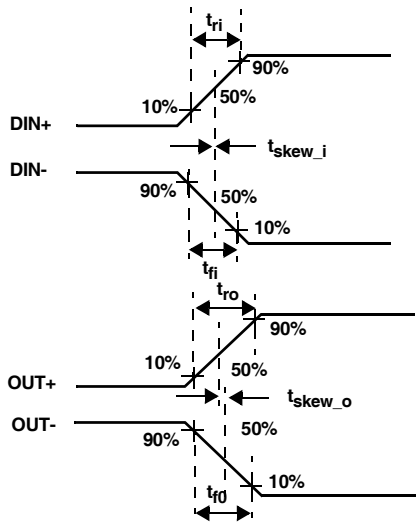 tri
90%
10%
50%
DIN+
tskew_i
DIN-
90%
50%
10%
tfi
tro
90%
10%
50%
OUT+
tskew_o
OUT-
90%
50%
10%
tf0